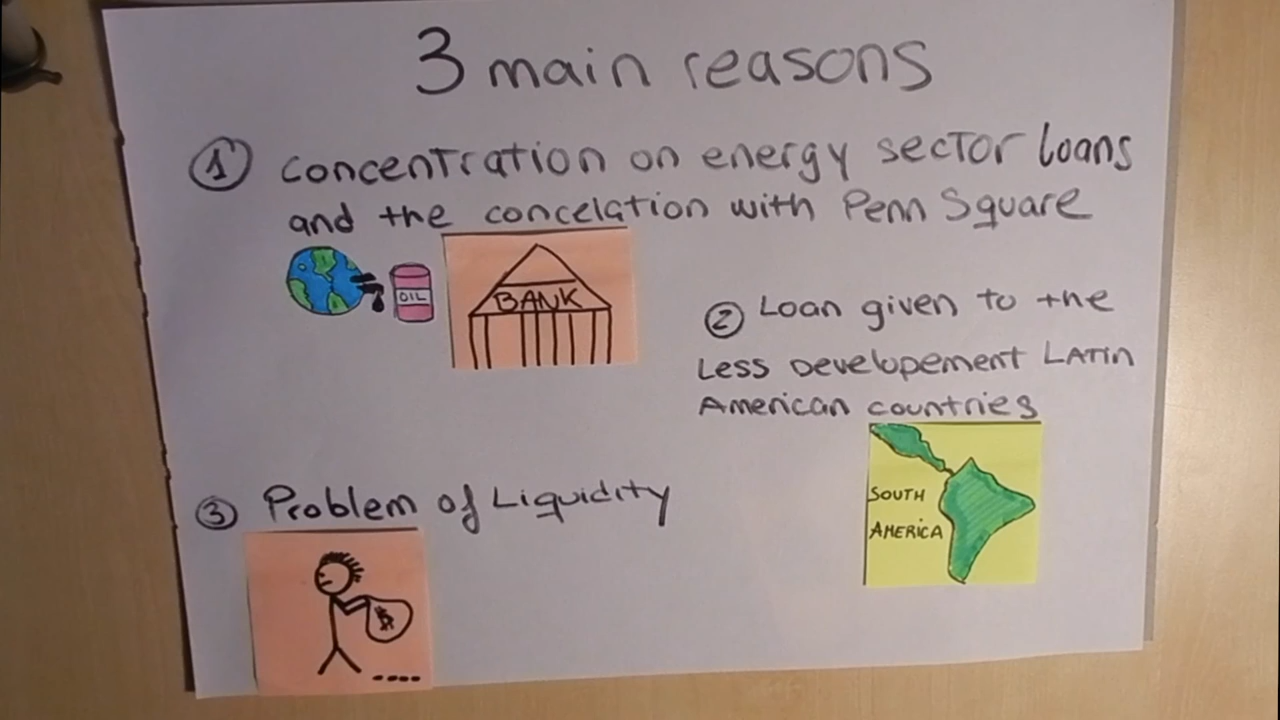 3 main reasons
1 concentration on energy sector loans
and the concelation with Penn Square
OIL
BANK
2 Loan given to the
Less Developement Latin
American countries
SOUTH
AMERICA
3 Problem of Liquidity
$